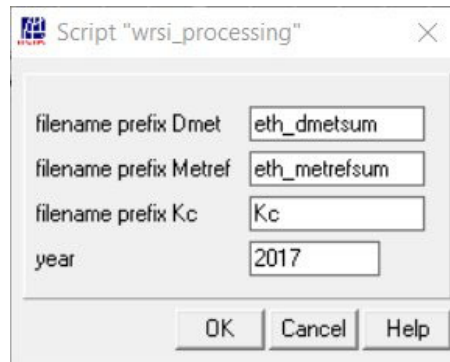 Script "wrsi_processing"
filename prefix Dmet eth_dmetsum
filename prefix Metref eth_metrefsum
filename prefix Kc Kc
year 2017
OK Cancel Help